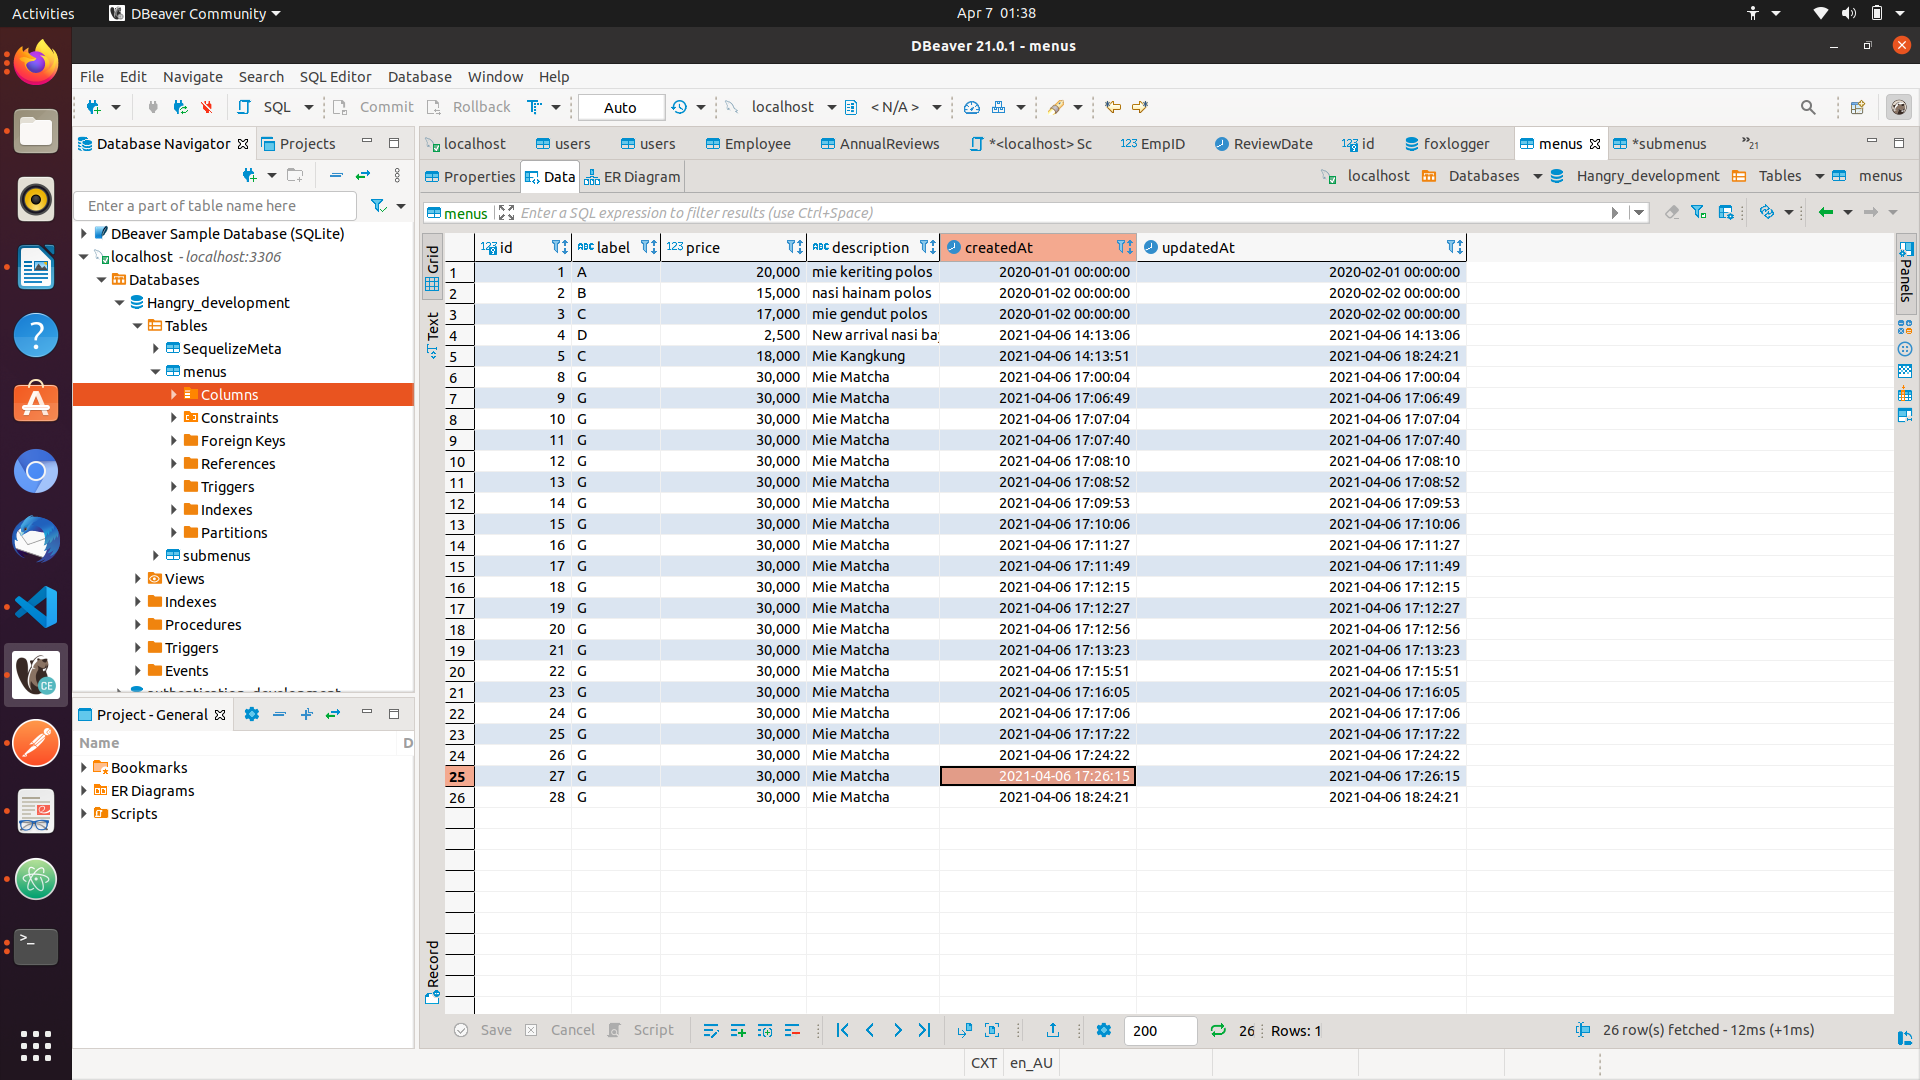 Activities DBeaver Community Apr 7 01:38
DBeaver 21.0.1 - menus
File Edit Navigate Search SQL Editor Database Window Help
SQL Commit Rollback Auto localhost < N/A >
Database Navigator Projects
localhost users users Employee AnnualReviews *<localhost> Sc 123 EmpID ReviewDate 123 id foxlogger menus *submenus »21
Properties Data ER Diagram localhost Databases Hangry_development Tables menus
Enter a part of table name here
menus Enter a SQL expression to filter results (use Ctrl+Space)
DBeaver Sample Database (SQLite)
localhost - localhost:3306
Databases
Hangry_development
Tables
SequelizeMeta
menus
Columns
Constraints
Foreign Keys
References
Triggers
Indexes
Partitions
submenus
Views
Indexes
Procedures
Triggers
Events
Project - General
Name D
Bookmarks
ER Diagrams
Scripts
Grid
Text
Record
Panels
123 id ABC label 123 price ABC description createdAt updatedAt
1 1 A 20,000 mie keriting polos 2020-01-01 00:00:00 2020-02-01 00:00:00
2 2 B 15,000 nasi hainam polos 2020-01-02 00:00:00 2020-02-02 00:00:00
3 3 C 17,000 mie gendut polos 2020-01-02 00:00:00 2020-02-02 00:00:00
4 4 D 2,500 New arrival nasi ba 2021-04-06 14:13:06 2021-04-06 14:13:06
5 5 C 18,000 Mie Kangkung 2021-04-06 14:13:51 2021-04-06 18:24:21
6 8 G 30,000 Mie Matcha 2021-04-06 17:00:04 2021-04-06 17:00:04
7 9 G 30,000 Mie Matcha 2021-04-06 17:06:49 2021-04-06 17:06:49
8 10 G 30,000 Mie Matcha 2021-04-06 17:07:04 2021-04-06 17:07:04
9 11 G 30,000 Mie Matcha 2021-04-06 17:07:40 2021-04-06 17:07:40
10 12 G 30,000 Mie Matcha 2021-04-06 17:08:10 2021-04-06 17:08:10
11 13 G 30,000 Mie Matcha 2021-04-06 17:08:52 2021-04-06 17:08:52
12 14 G 30,000 Mie Matcha 2021-04-06 17:09:53 2021-04-06 17:09:53
13 15 G 30,000 Mie Matcha 2021-04-06 17:10:06 2021-04-06 17:10:06
14 16 G 30,000 Mie Matcha 2021-04-06 17:11:27 2021-04-06 17:11:27
15 17 G 30,000 Mie Matcha 2021-04-06 17:11:49 2021-04-06 17:11:49
16 18 G 30,000 Mie Matcha 2021-04-06 17:12:15 2021-04-06 17:12:15
17 19 G 30,000 Mie Matcha 2021-04-06 17:12:27 2021-04-06 17:12:27
18 20 G 30,000 Mie Matcha 2021-04-06 17:12:56 2021-04-06 17:12:56
19 21 G 30,000 Mie Matcha 2021-04-06 17:13:23 2021-04-06 17:13:23
20 22 G 30,000 Mie Matcha 2021-04-06 17:15:51 2021-04-06 17:15:51
21 23 G 30,000 Mie Matcha 2021-04-06 17:16:05 2021-04-06 17:16:05
22 24 G 30,000 Mie Matcha 2021-04-06 17:17:06 2021-04-06 17:17:06
23 25 G 30,000 Mie Matcha 2021-04-06 17:17:22 2021-04-06 17:17:22
24 26 G 30,000 Mie Matcha 2021-04-06 17:24:22 2021-04-06 17:24:22
25 27 G 30,000 Mie Matcha 2021-04-06 17:26:15 2021-04-06 17:26:15
26 28 G 30,000 Mie Matcha 2021-04-06 18:24:21 2021-04-06 18:24:21
Save Cancel Script 200 26 Rows: 1 26 row(s) fetched - 12ms (+1ms)
CXT en_AU